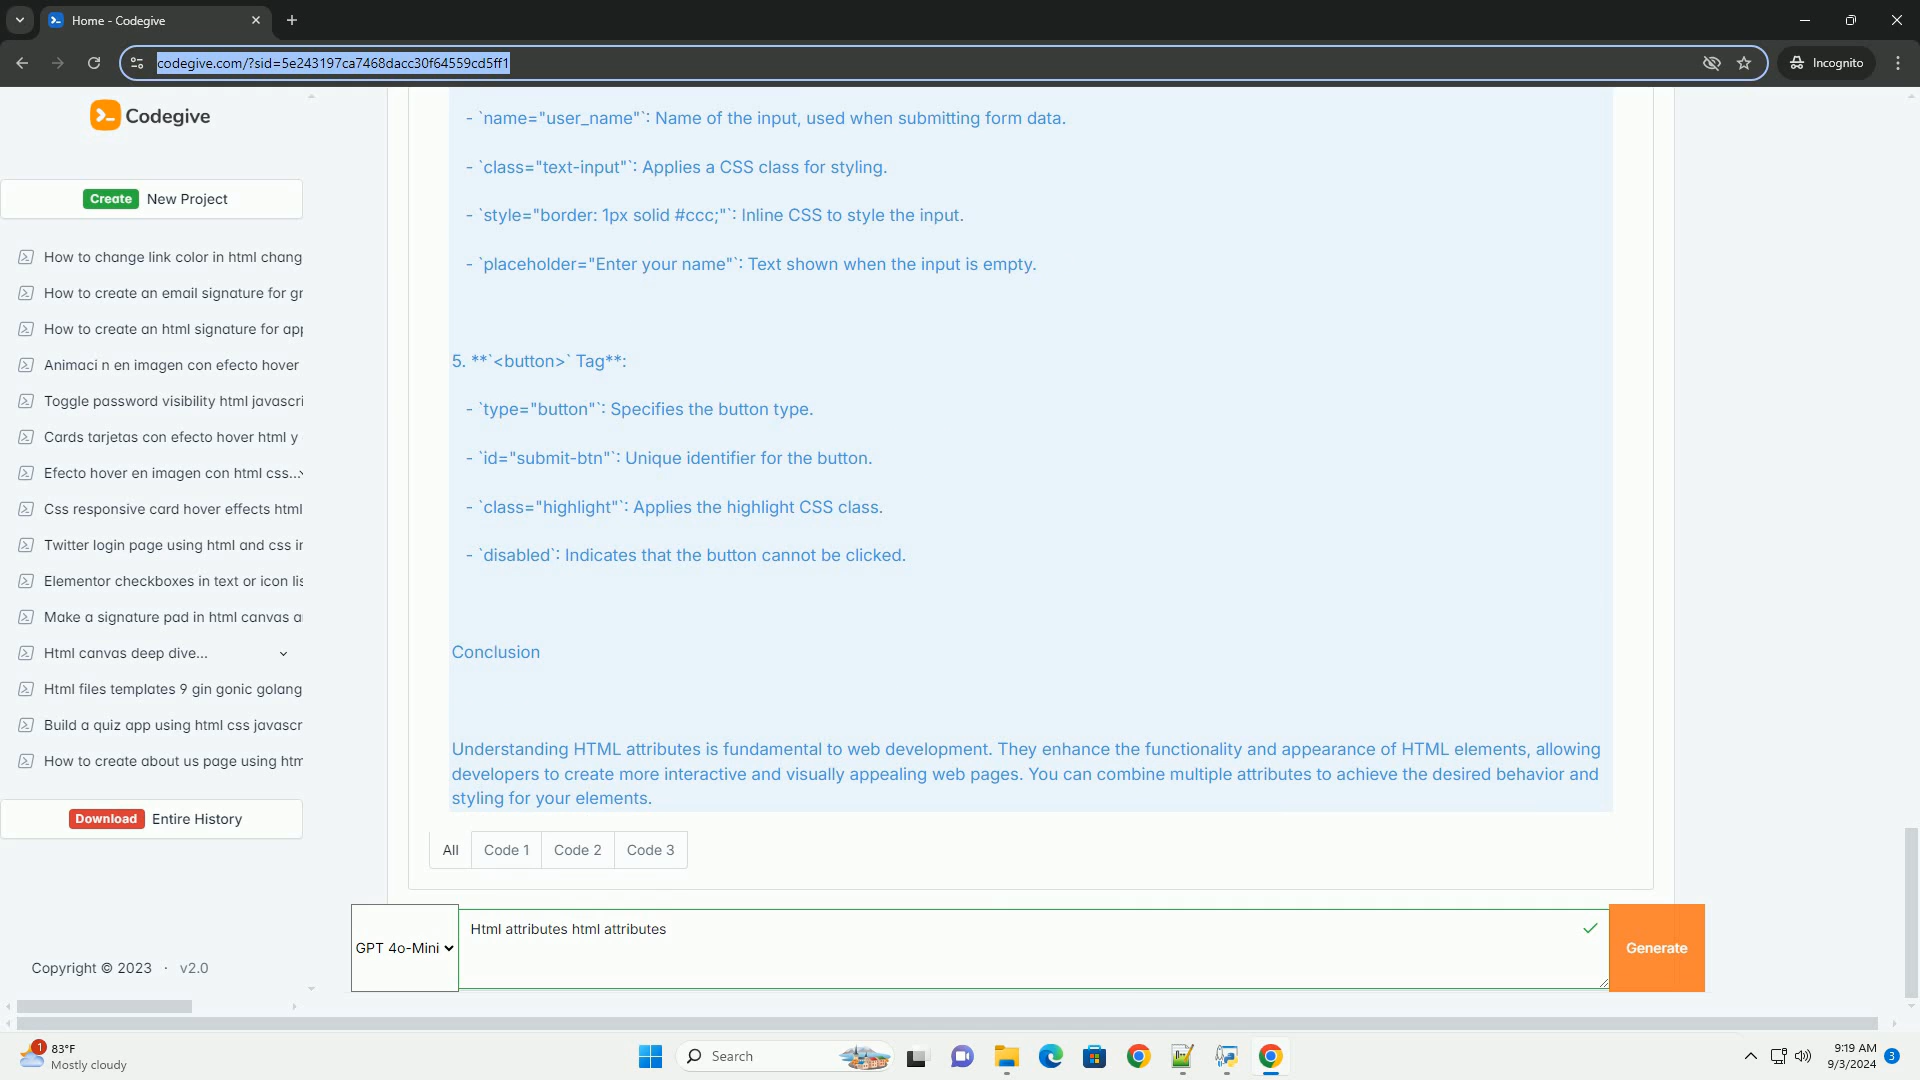 Home - Codegive
codegive.com/?sid=5e243197ca7468dacc30f64559cd5ff1
Incognito
Codegive
Create New Project
How to change link color in html chang
How to create an email signature for gr
How to create an html signature for app
Animaci n en imagen con efecto hover
Toggle password visibility html javascri
Cards tarjetas con efecto hover html y
Efecto hover en imagen con html css...
Css responsive card hover effects html
Twitter login page using html and css in
Elementor checkboxes in text or icon lis
Make a signature pad in html canvas a
Html canvas deep dive...
Html files templates 9 gin gonic golang
Build a quiz app using html css javascr
How to create about us page using htm
Download Entire History
Copyright © 2023 · v2.0
- `name="user_name"`: Name of the input, used when submitting form data.
- `class="text-input"`: Applies a CSS class for styling.
- `style="border: 1px solid #ccc;"`: Inline CSS to style the input.
- `placeholder="Enter your name"`: Text shown when the input is empty.
5. **`<button>` Tag**:
- `type="button"`: Specifies the button type.
- `id="submit-btn"`: Unique identifier for the button.
- `class="highlight"`: Applies the highlight CSS class.
- `disabled`: Indicates that the button cannot be clicked.
Conclusion
Understanding HTML attributes is fundamental to web development. They enhance the functionality and appearance of HTML elements, allowing
developers to create more interactive and visually appealing web pages. You can combine multiple attributes to achieve the desired behavior and
styling for your elements.
All Code 1 Code 2 Code 3
GPT 4o-Mini
Html attributes html attributes
Generate
1
83°F
Mostly cloudy
Search
9:19 AM
9/3/2024
3